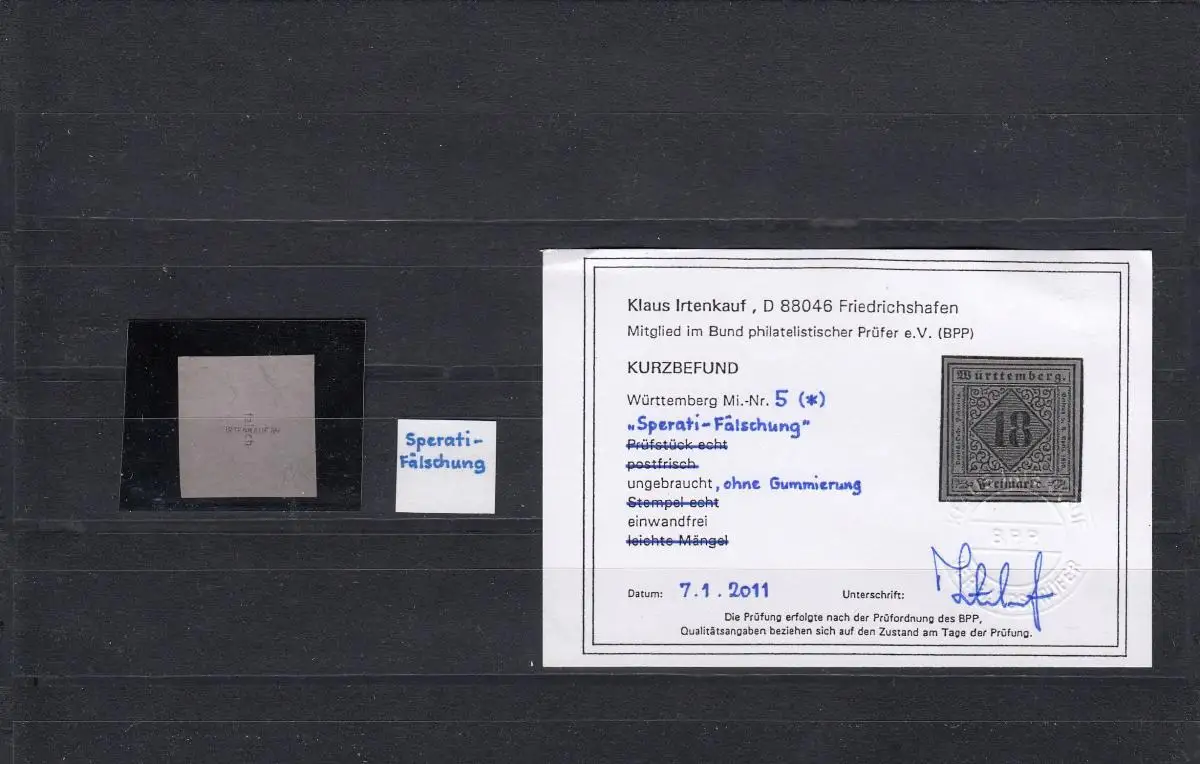 falsch
IRTENKAUF BPP
Sperati-
Fälschung
Klaus Irtenkauf , D 88046 Friedrichshafen
Mitglied im Bund philatelistischer Prüfer e.V. (BPP)
KURZBEFUND
Württemberg Mi.-Nr. 5 (*)
„Sperati-Fälschung"
Prüfstück echt
postfrisch
ungebraucht, ohne Gummierung
Stempel echt
einwandfrei
leichte Mängel
Datum: 7.1.2011
Unterschrift:
Die Prüfung erfolgte nach der Prüfordnung des BPP,
Qualitätsangaben beziehen sich auf den Zustand am Tage der Prüfung.
Württemberg.
18
Freimarke
BPP